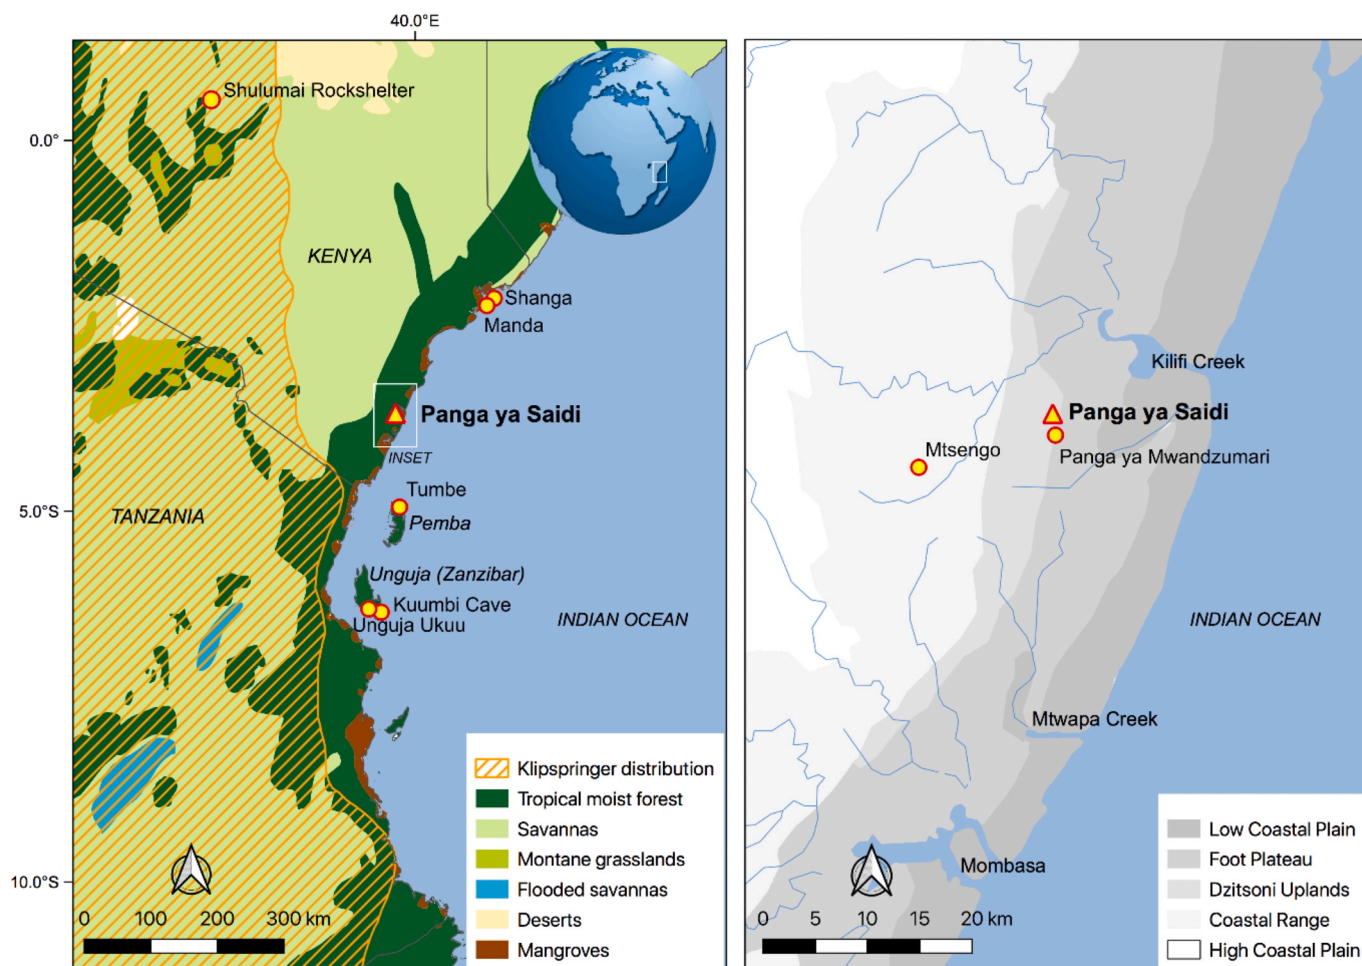 40.0°E
Shulumai Rockshelter
0.0°
KENYA
Shanga
Manda
Panga ya Saidi
INSET
Tumbe
5.0°S
TANZANIA
Pemba
Unguja (Zanzibar)
Kuumbi Cave
Unguja Ukuu
INDIAN OCEAN
Klipspringer distribution
Tropical moist forest
Savannas
Montane grasslands
Flooded savannas
Deserts
Mangroves
10.0°S
0 100 200 300 km
Kilifi Creek
Panga ya Saidi
Mtsengo
Panga ya Mwandzumari
INDIAN OCEAN
Mtwapa Creek
Mombasa
Low Coastal Plain
Foot Plateau
Dzitsoni Uplands
Coastal Range
High Coastal Plain
0 5 10 15 20 km